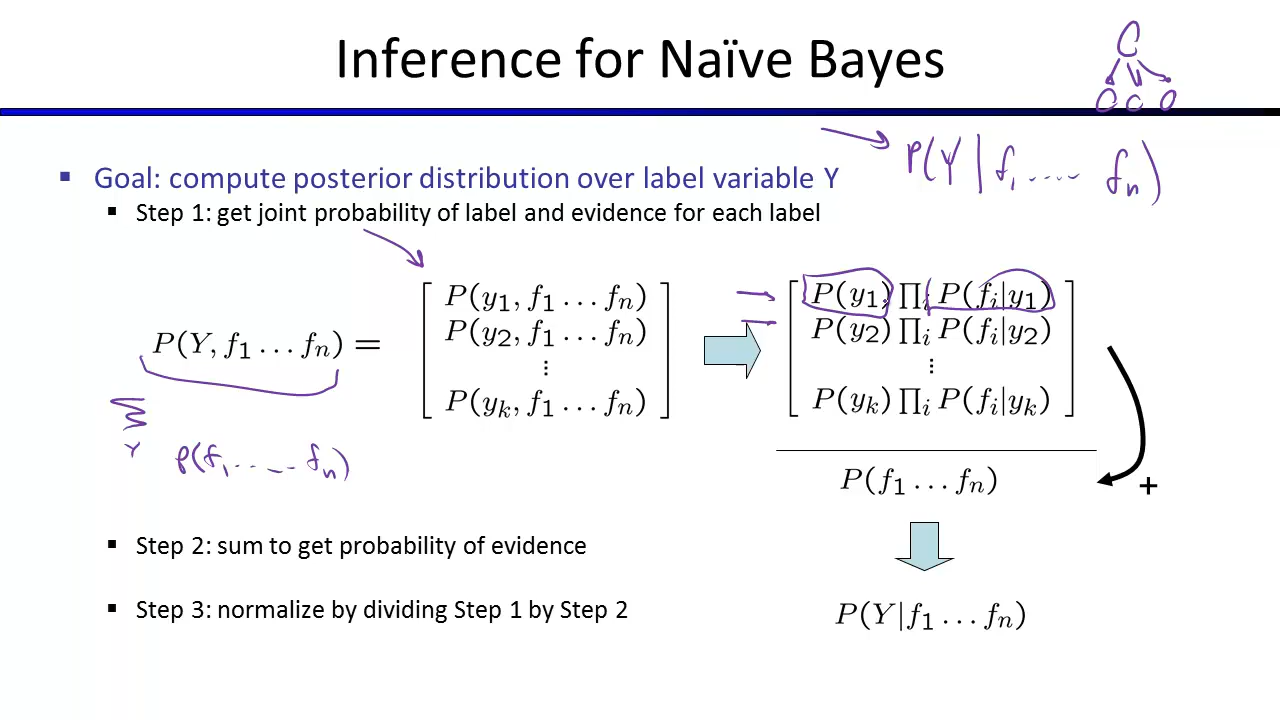 Inference for Naïve Bayes
C
P(Y | f₁ .... fₙ)
▪ Goal: compute posterior distribution over label variable Y
▪ Step 1: get joint probability of label and evidence for each label
P(Y, f₁ … fₙ) =
P(y₁, f₁ … fₙ)
P(y₂, f₁ … fₙ)
⋮
P(yₖ, f₁ … fₙ)
P(y₁) ∏ᵢ P(fᵢ|y₁)
P(y₂) ∏ᵢ P(fᵢ|y₂)
⋮
P(yₖ) ∏ᵢ P(fᵢ|yₖ)
Σ
Y
P(f₁ .... fₙ)
P(f₁ … fₙ)
+
▪ Step 2: sum to get probability of evidence
▪ Step 3: normalize by dividing Step 1 by Step 2
P(Y|f₁ … fₙ)